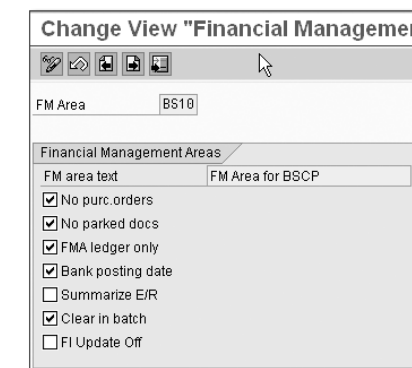 Change View "Financial Managemen
FM Area BS10
Financial Management Areas
FM area text FM Area for BSCP
No purc.orders
No parked docs
FMA ledger only
Bank posting date
Summarize E/R
Clear in batch
FI Update Off